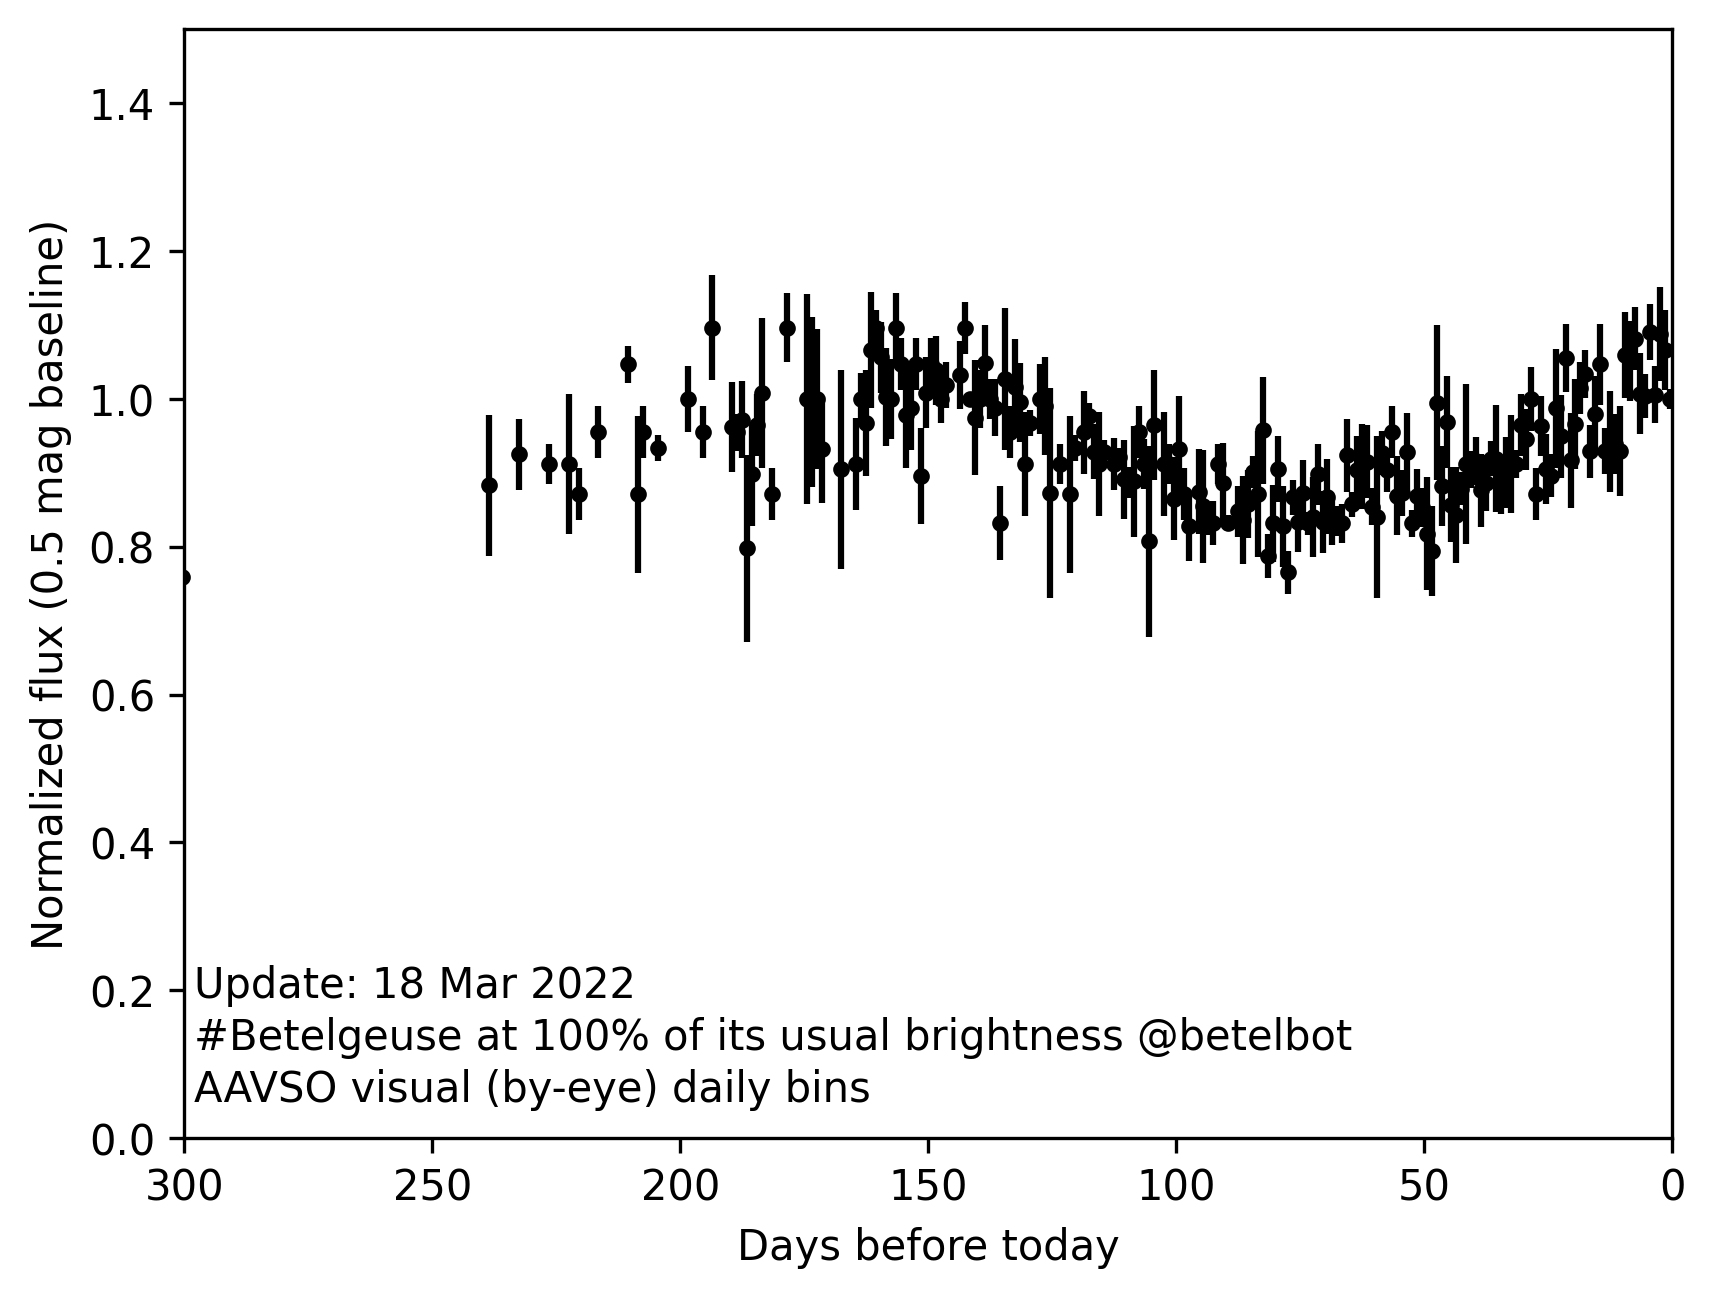 1.4
1.2
1.0
0.8
0.6
0.4
0.2
0.0
Normalized flux (0.5 mag baseline)
Update: 18 Mar 2022
#Betelgeuse at 100% of its usual brightness @betelbot
AAVSO visual (by-eye) daily bins
300 250 200 150 100 50 0
Days before today